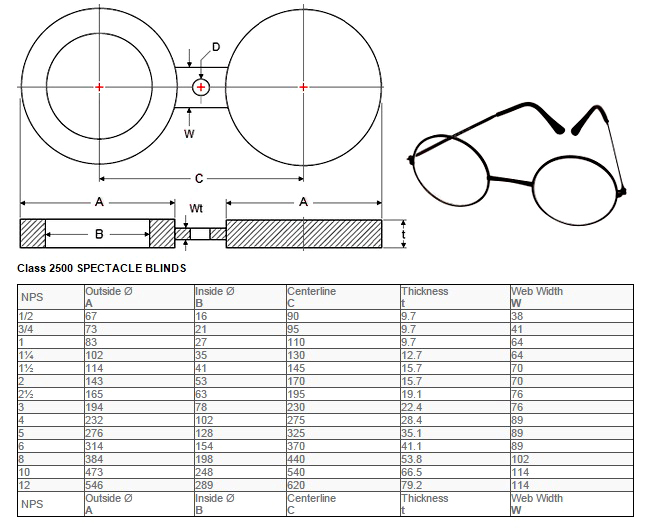 D
W
C
A A
Wt
B t
Class 2500 SPECTACLE BLINDS
NPS Outside Ø A Inside Ø B Centerline C Thickness t Web Width W
1/2 67 16 90 9.7 38
3/4 73 21 95 9.7 41
1 83 27 110 9.7 64
1¼ 102 35 130 12.7 64
1½ 114 41 145 15.7 70
2 143 53 170 15.7 70
2½ 165 63 195 19.1 76
3 194 78 230 22.4 76
4 232 102 275 28.4 89
5 276 128 325 35.1 89
6 314 154 370 41.1 89
8 384 198 440 53.8 102
10 473 248 540 66.5 114
12 546 289 620 79.2 114
NPS Outside Ø A Inside Ø B Centerline C Thickness t Web Width W